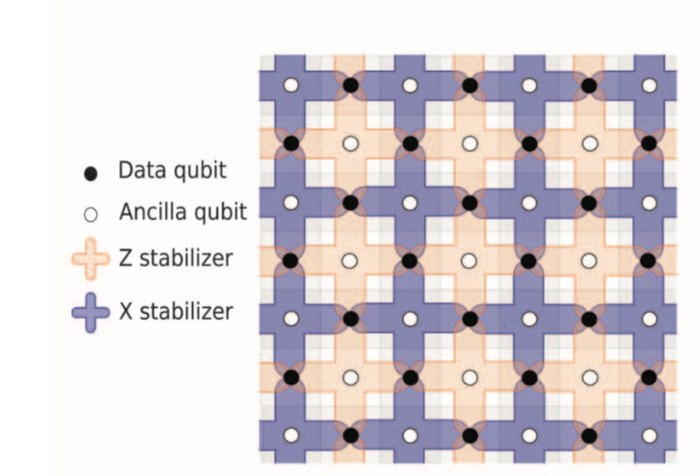 Data qubit
Ancilla qubit
Z stabilizer
X stabilizer